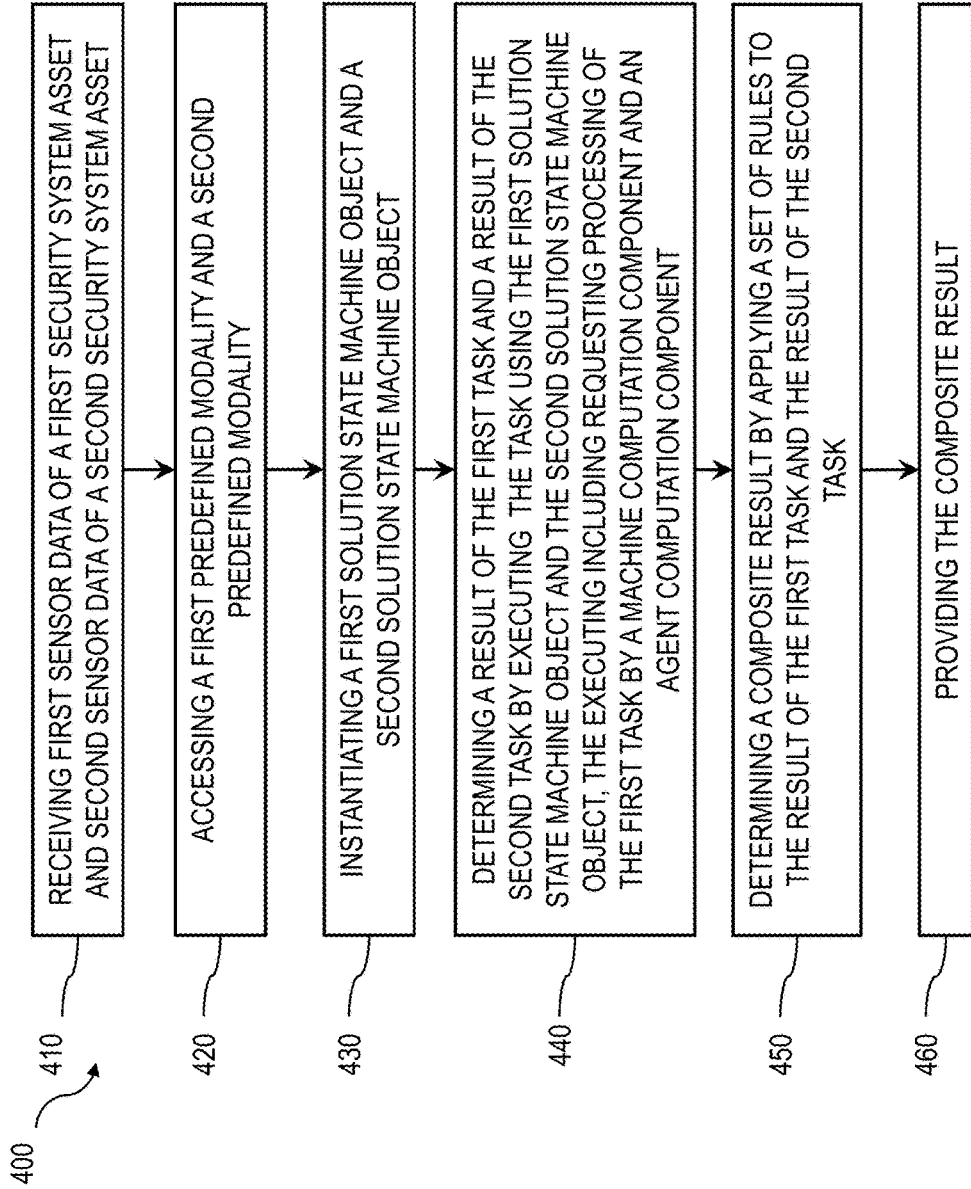 400
410
RECEIVING FIRST SENSOR DATA OF A FIRST SECURITY SYSTEM ASSET
AND SECOND SENSOR DATA OF A SECOND SECURITY SYSTEM ASSET
420
ACCESSING A FIRST PREDEFINED MODALITY AND A SECOND
PREDEFINED MODALITY
430
INSTANTIATING A FIRST SOLUTION STATE MACHINE OBJECT AND A
SECOND SOLUTION STATE MACHINE OBJECT
440
DETERMINING A RESULT OF THE FIRST TASK AND A RESULT OF THE
SECOND TASK BY EXECUTING THE TASK USING THE FIRST SOLUTION
STATE MACHINE OBJECT AND THE SECOND SOLUTION STATE MACHINE
OBJECT, THE EXECUTING INCLUDING REQUESTING PROCESSING OF
THE FIRST TASK BY A MACHINE COMPUTATION COMPONENT AND AN
AGENT COMPUTATION COMPONENT
450
DETERMINING A COMPOSITE RESULT BY APPLYING A SET OF RULES TO
THE RESULT OF THE FIRST TASK AND THE RESULT OF THE SECOND
TASK
460
PROVIDING THE COMPOSITE RESULT